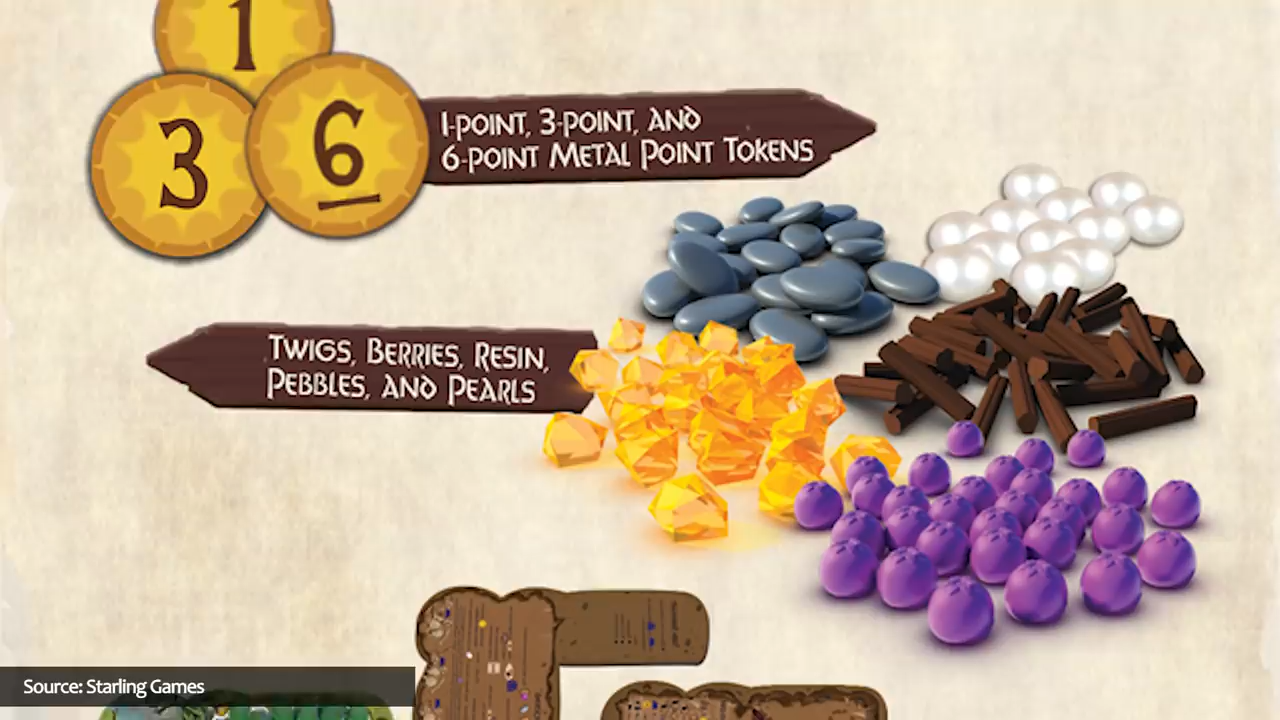 1
3
6
1-POINT, 3-POINT, AND
6-POINT METAL POINT TOKENS
TWIGS, BERRIES, RESIN,
PEBBLES, AND PEARLS
Source: Starling Games